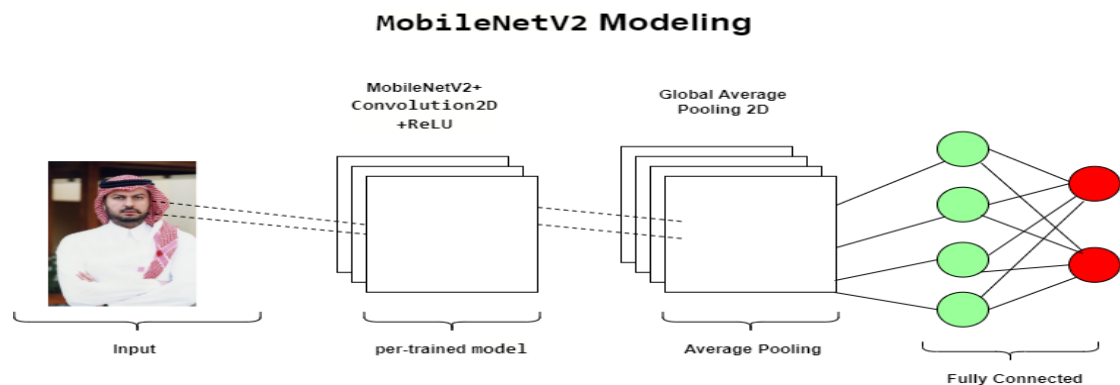 MobileNetV2 Modeling
MobileNetV2+
Convolution2D
+ReLU
Global Average
Pooling 2D
Input
per-trained model
Average Pooling
Fully Connected